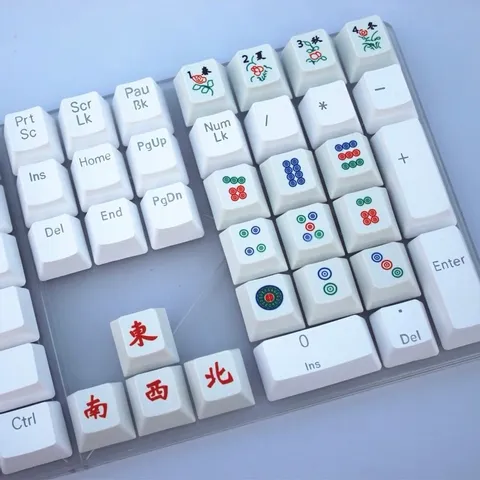 1 春
2 夏
3 秋
4 冬
Prt
Sc
Scr
Lk
Pau
Bk
Num
Lk
/
*
-
Ins
Home
PgUp
+
Del
End
PgDn
Enter
東
南
西
北
0
Ins
.
Del
Ctrl